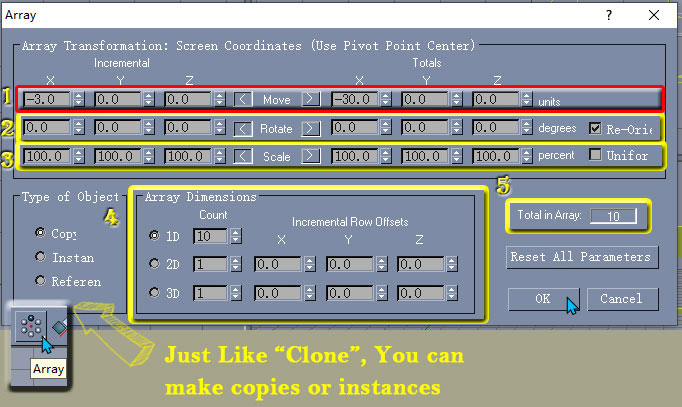 Array
Array Transformation: Screen Coordinates (Use Pivot Point Center)
Incremental Totals
X Y Z X Y Z
1 -3.0 0.0 0.0 < Move > -30.0 0.0 0.0 units
2 0.0 0.0 0.0 < Rotate > 0.0 0.0 0.0 degrees Re-Orie
3 100.0 100.0 100.0 < Scale > 100.0 100.0 100.0 percent Unifor
5
Type of Object
4
Array Dimensions
Count Incremental Row Offsets
X Y Z
Copy
1D 10
Total in Array: 10
Instan
2D 1 0.0 0.0 0.0
Reset All Parameters
Referen
3D 1 0.0 0.0 0.0
OK Cancel
Array
Just Like “Clone”, You can
make copies or instances